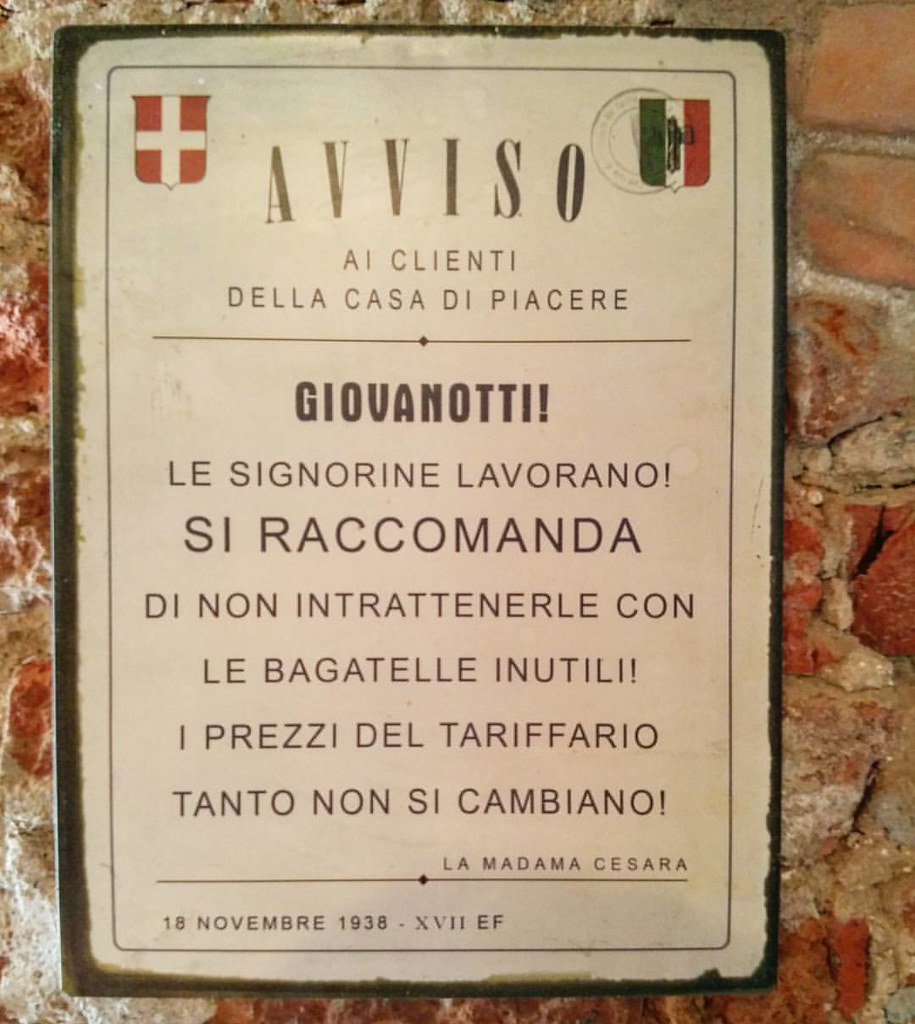 AVVISO
AI CLIENTI
DELLA CASA DI PIACERE
GIOVANOTTI!
LE SIGNORINE LAVORANO!
SI RACCOMANDA
DI NON INTRATTENERLE CON
LE BAGATELLE INUTILI!
I PREZZI DEL TARIFFARIO
TANTO NON SI CAMBIANO!
LA MADAMA CESARA
18 NOVEMBRE 1938 - XVII EF